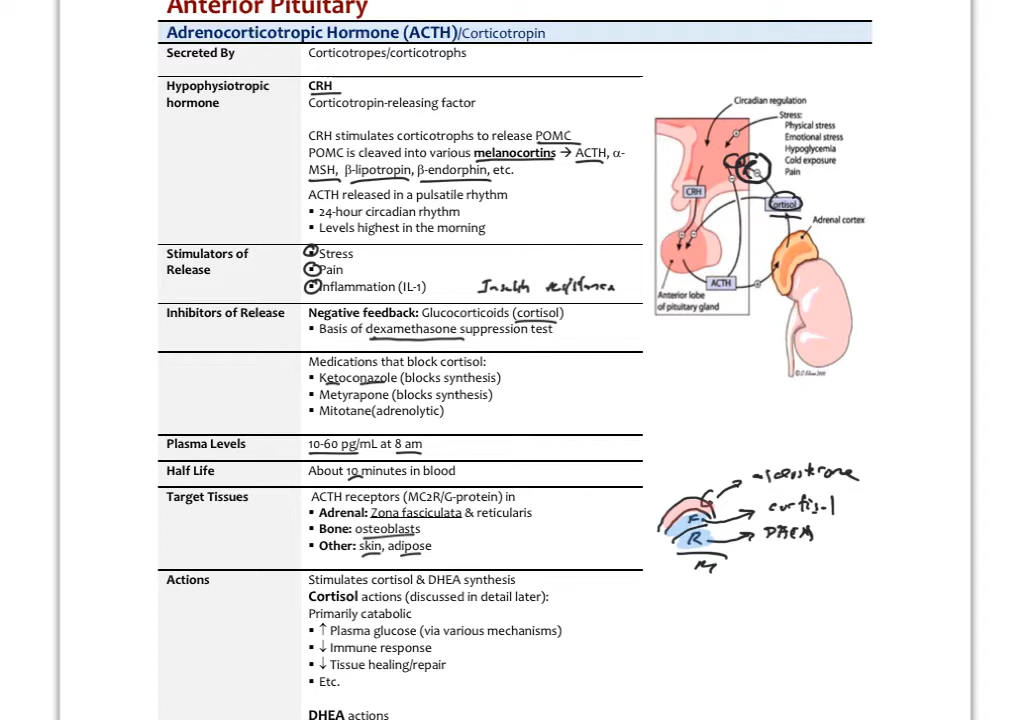 Anterior Pituitary
Adrenocorticotropic Hormone (ACTH)/Corticotropin
Secreted By
Corticotropes/corticotrophs
Hypophysiotropic
hormone
CRH
Corticotropin-releasing factor
CRH stimulates corticotrophs to release POMC
POMC is cleaved into various melanocortins → ACTH, α-
MSH, β-lipotropin, β-endorphin, etc.
ACTH released in a pulsatile rhythm
▪ 24-hour circadian rhythm
▪ Levels highest in the morning
Stimulators of
Release
▪ Stress
▪ Pain
▪ Inflammation (IL-1)
Inhibitors of Release
Negative feedback: Glucocorticoids (cortisol)
▪ Basis of dexamethasone suppression test
Medications that block cortisol:
▪ Ketoconazole (blocks synthesis)
▪ Metyrapone (blocks synthesis)
▪ Mitotane(adrenolytic)
Plasma Levels
10-60 pg/mL at 8 am
Half Life
About 10 minutes in blood
Target Tissues
ACTH receptors (MC2R/G-protein) in
▪ Adrenal: Zona fasciculata & reticularis
▪ Bone: osteoblasts
▪ Other: skin, adipose
Actions
Stimulates cortisol & DHEA synthesis
Cortisol actions (discussed in detail later):
Primarily catabolic
▪ ↑ Plasma glucose (via various mechanisms)
▪ ↓ Immune response
▪ ↓ Tissue healing/repair
▪ Etc.
DHEA actions
Circadian regulation
Stress:
Physical stress
Emotional stress
Hypoglycemia
Cold exposure
Pain
CRH
Cortisol
Adrenal cortex
ACTH
Anterior lobe
of pituitary gland
cortisol
F
R
DHEA
M